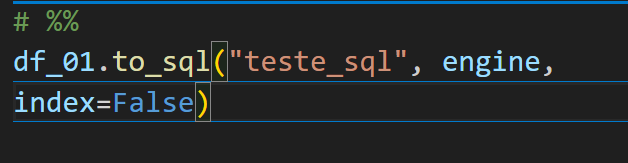 # %%
df_01.to_sql("teste_sql", engine,
index=False)